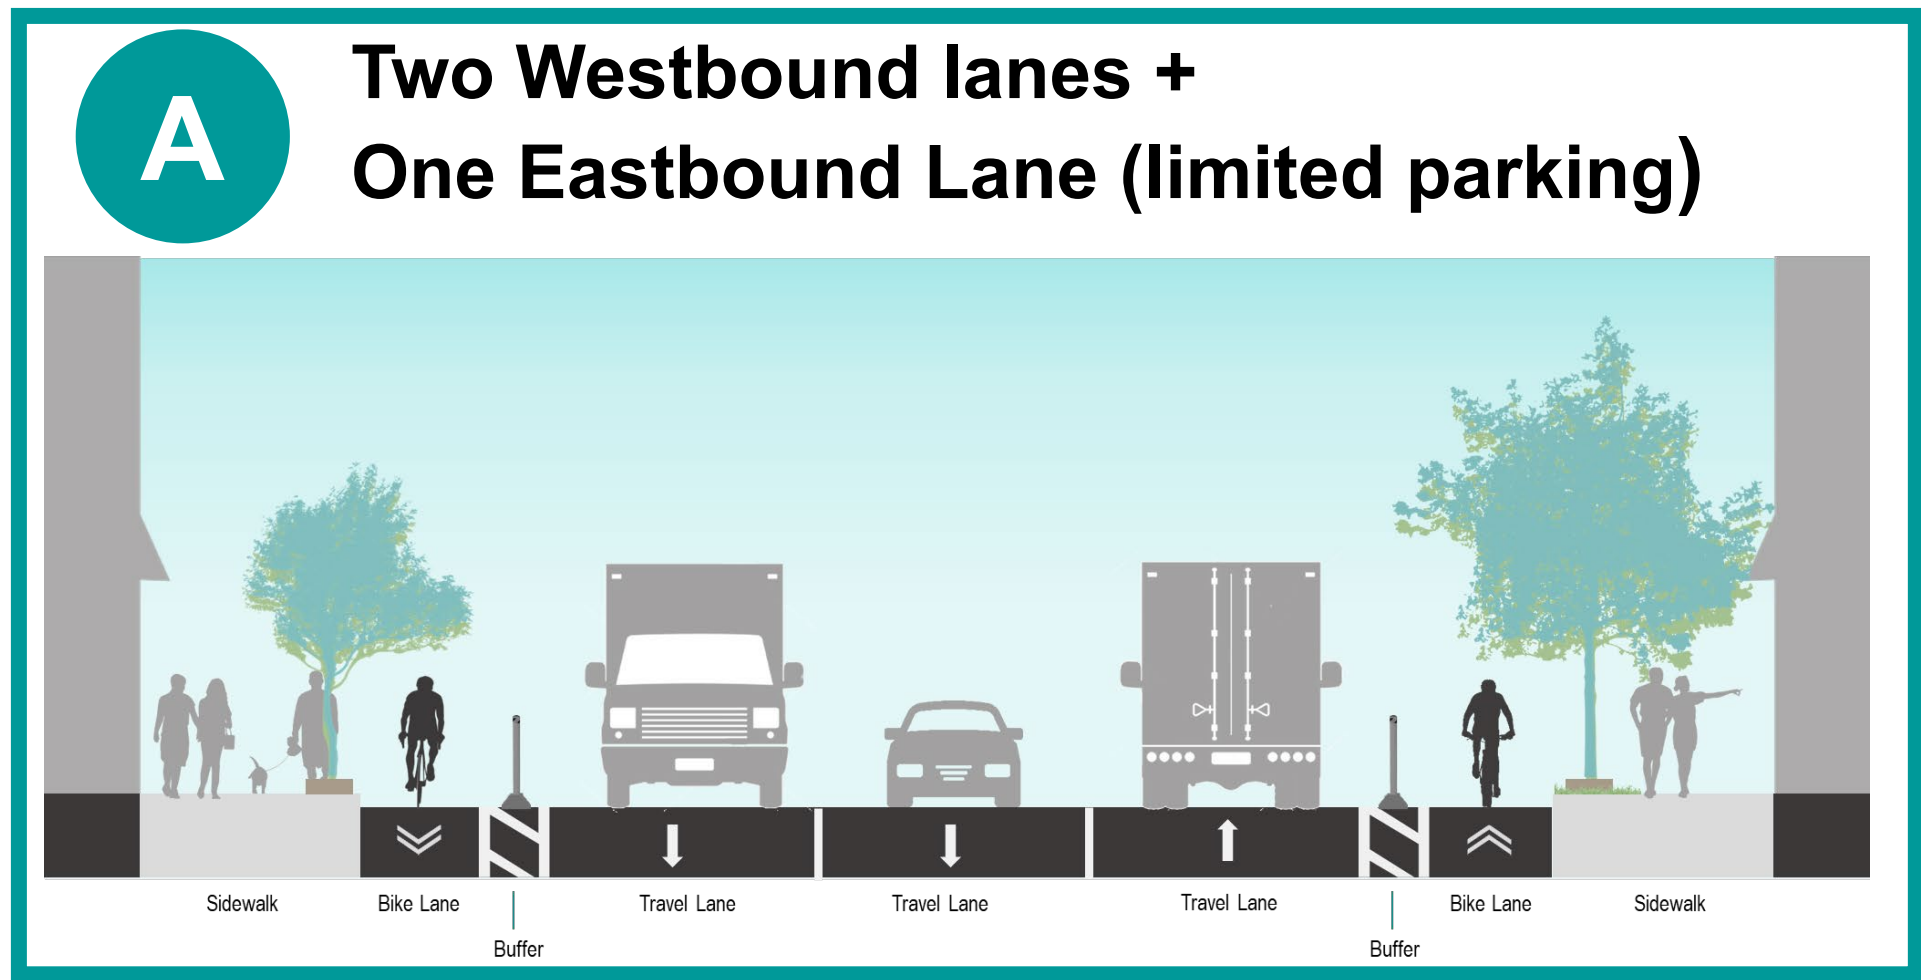 A
Two Westbound lanes +
One Eastbound Lane (limited parking)
Sidewalk Bike Lane Travel Lane Travel Lane Travel Lane Bike Lane Sidewalk
Buffer Buffer